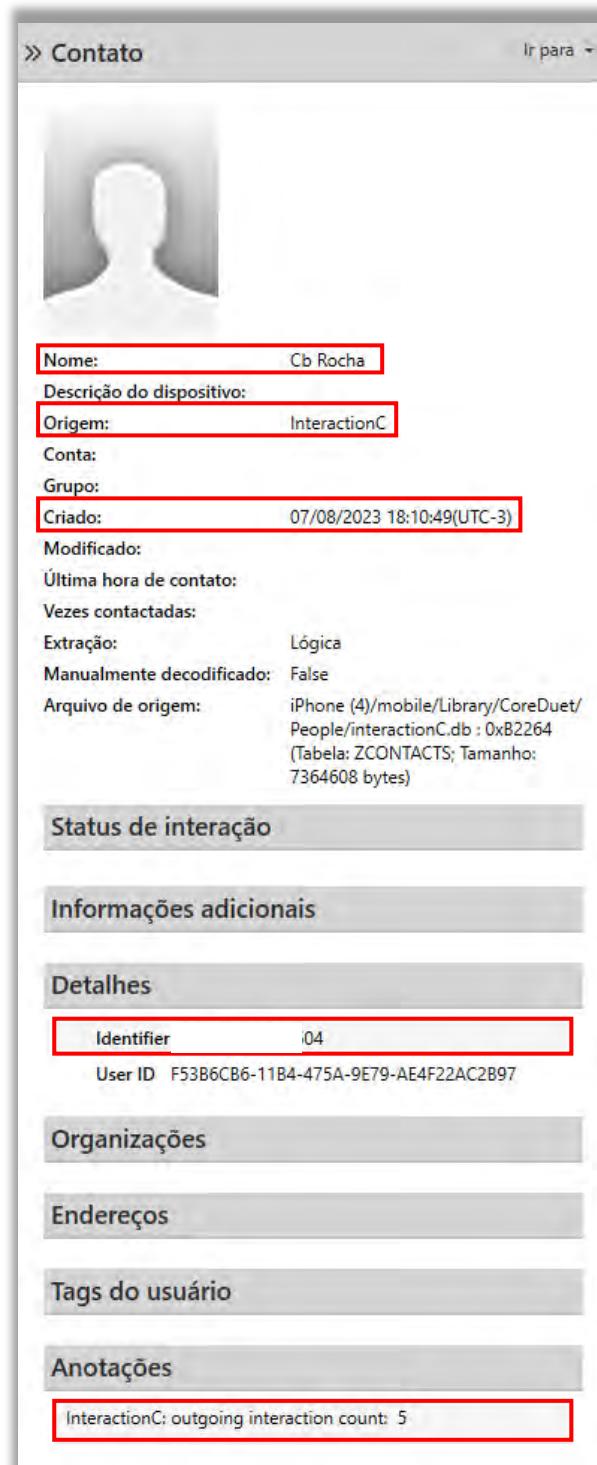 » Contato Ir para
Nome: Cb Rocha
Descrição do dispositivo:
Origem: InteractionC
Conta:
Grupo:
Criado: 07/08/2023 18:10:49(UTC-3)
Modificado:
Última hora de contato:
Vezes contactadas:
Extração: Lógica
Manualmente decodificado: False
Arquivo de origem: iPhone (4)/mobile/Library/CoreDuet/
People/interactionC.db : 0xB2264
(Tabela: ZCONTACTS; Tamanho:
7364608 bytes)
Status de interação
Informações adicionais
Detalhes
Identifier 04
User ID F53B6CB6-11B4-475A-9E79-AE4F22AC2B97
Organizações
Endereços
Tags do usuário
Anotações
InteractionC: outgoing interaction count: 5